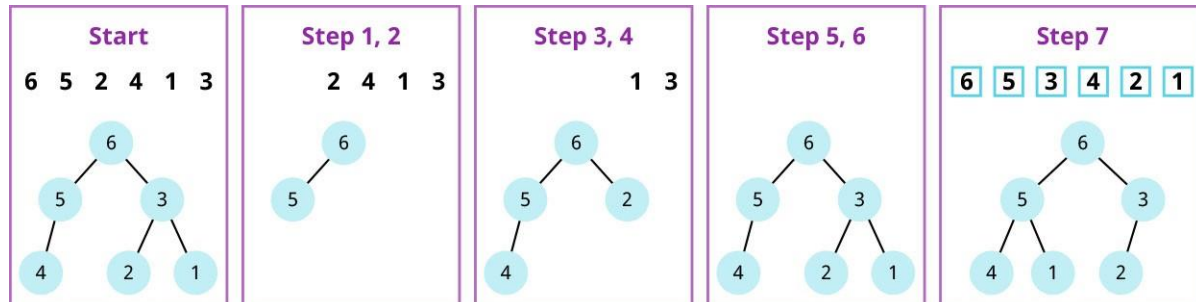 Start
6 5 2 4 1 3
6
5 3
4 2 1
Step 1, 2
2 4 1 3
6
5
Step 3, 4
1 3
6
5 2
4
Step 5, 6
6
5 3
4 2 1
Step 7
6 5 3 4 2 1
6
5 3
4 1 2